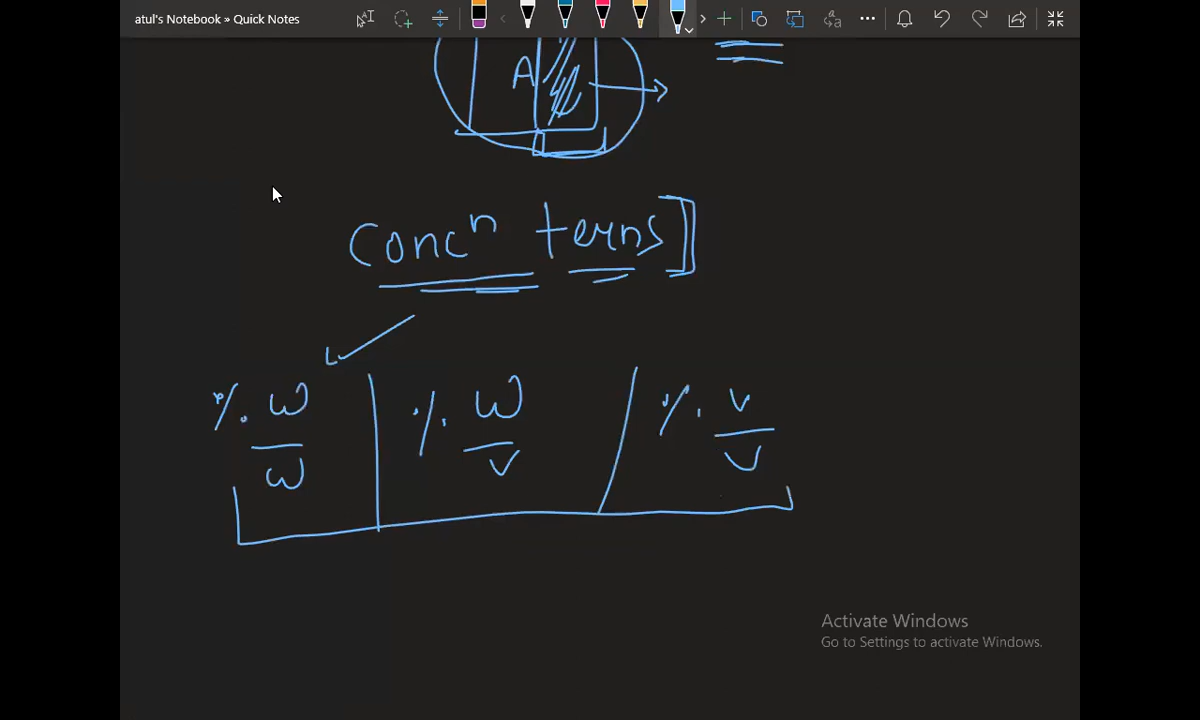 atul's Notebook » Quick Notes
A
Concⁿ terms]
% w/w | % w/v | % v/v
Activate Windows
Go to Settings to activate Windows.